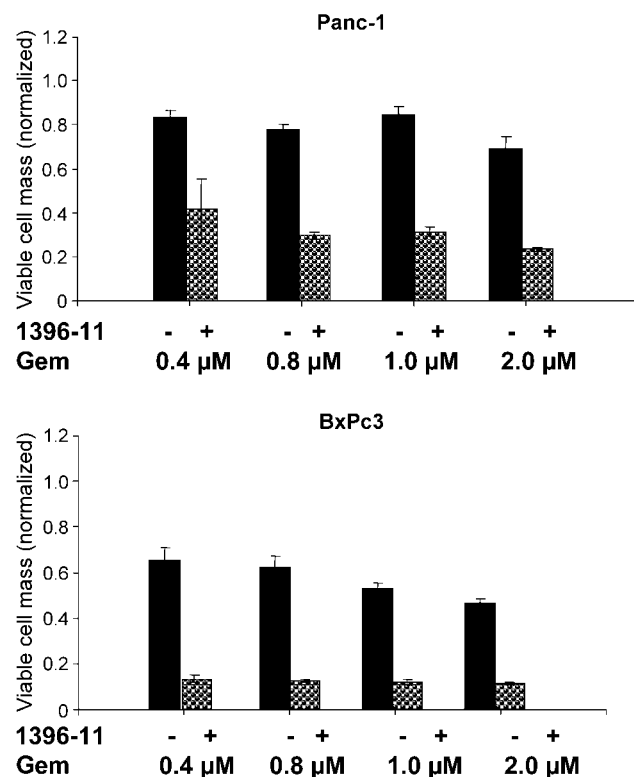 Panc-1
Viable cell mass (normalized)
1.2
1.0
0.8
0.6
0.4
0.2
0
1396-11 - + - + - + - +
Gem 0.4 µM 0.8 µM 1.0 µM 2.0 µM
BxPc3
Viable cell mass (normalized)
1.2
1.0
0.8
0.6
0.4
0.2
0
1396-11 - + - + - + - +
Gem 0.4 µM 0.8 µM 1.0 µM 2.0 µM